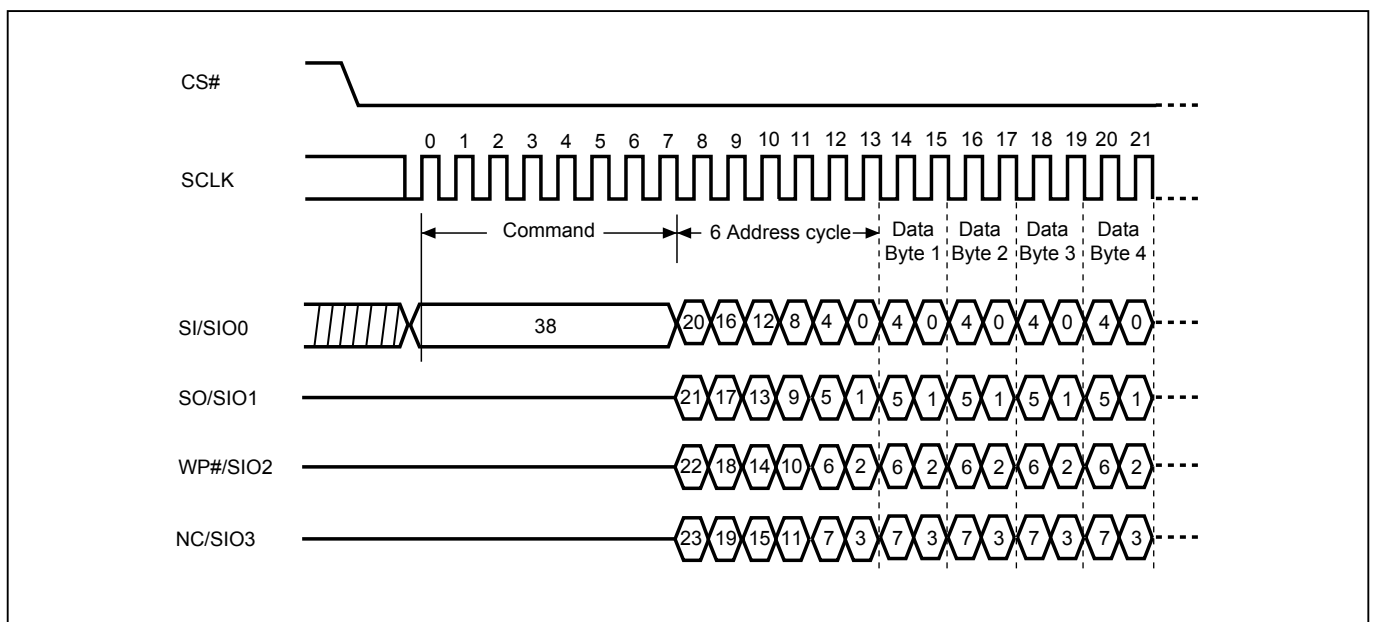 CS#
0 1 2 3 4 5 6 7 8 9 10 11 12 13 14 15 16 17 18 19 20 21
SCLK
Command 6 Address cycle Data Data Data Data
Byte 1 Byte 2 Byte 3 Byte 4
SI/SIO0 38 20 16 12 8 4 0 4 0 4 0 4 0 4 0
SO/SIO1 21 17 13 9 5 1 5 1 5 1 5 1 5 1
WP#/SIO2 22 18 14 10 6 2 6 2 6 2 6 2 6 2
NC/SIO3 23 19 15 11 7 3 7 3 7 3 7 3 7 3